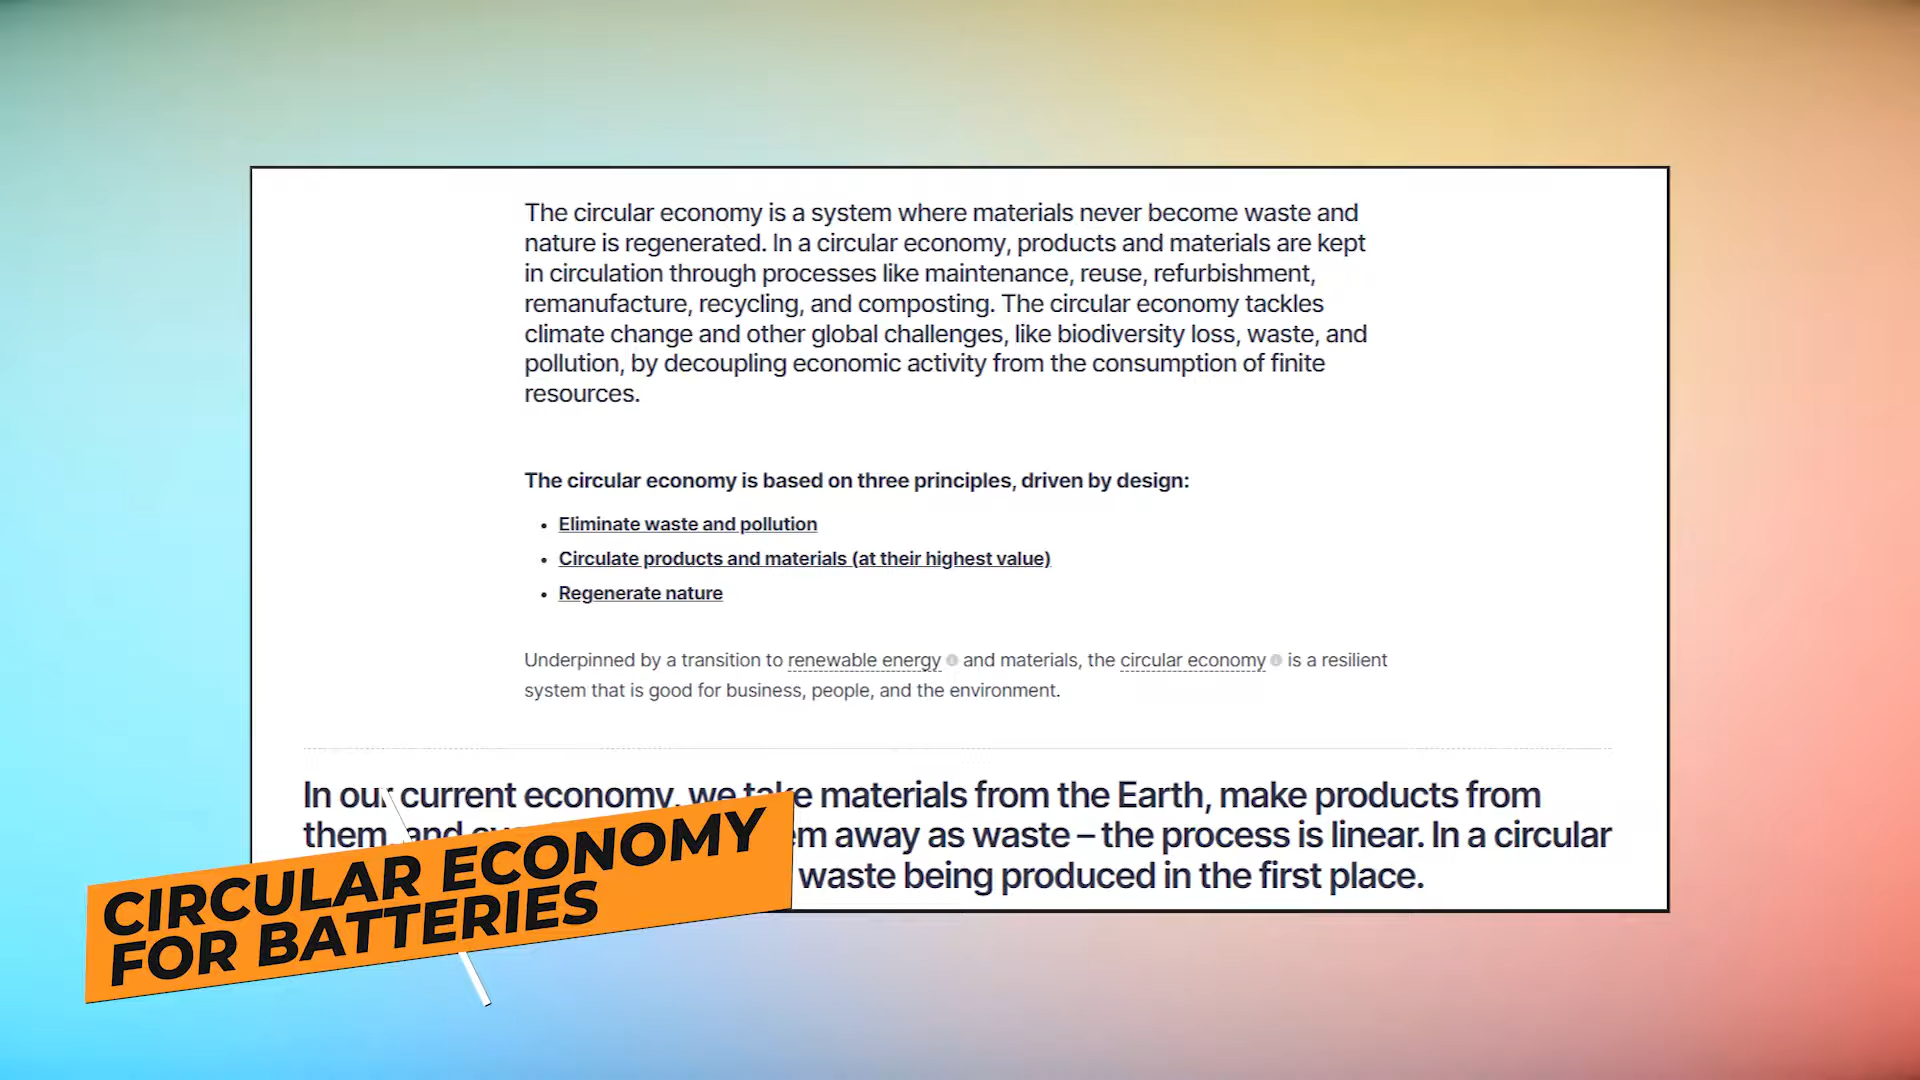 The circular economy is a system where materials never become waste and
nature is regenerated. In a circular economy, products and materials are kept
in circulation through processes like maintenance, reuse, refurbishment,
remanufacture, recycling, and composting. The circular economy tackles
climate change and other global challenges, like biodiversity loss, waste, and
pollution, by decoupling economic activity from the consumption of finite
resources.
The circular economy is based on three principles, driven by design:
• Eliminate waste and pollution
• Circulate products and materials (at their highest value)
• Regenerate nature
Underpinned by a transition to renewable energy and materials, the circular economy is a resilient
system that is good for business, people, and the environment.
In our current economy, we take materials from the Earth, make products from
them, and away as waste – the process is linear. In a circular
waste being produced in the first place.
CIRCULAR ECONOMY
FOR BATTERIES